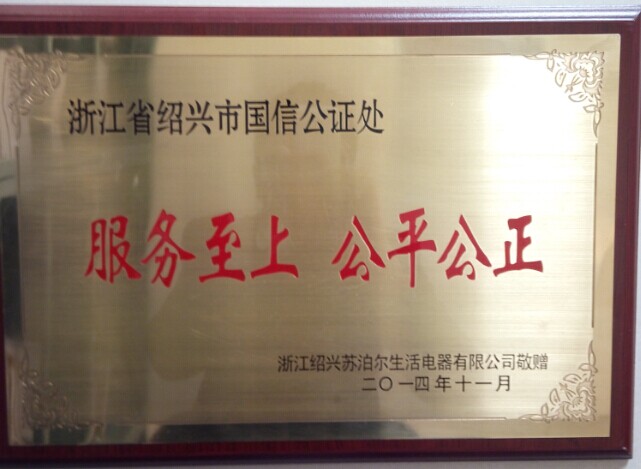 浙江省绍兴市国信公证处
服务至上 公平公正
浙江绍兴苏泊尔生活电器有限公司敬赠
二〇一四年十一月